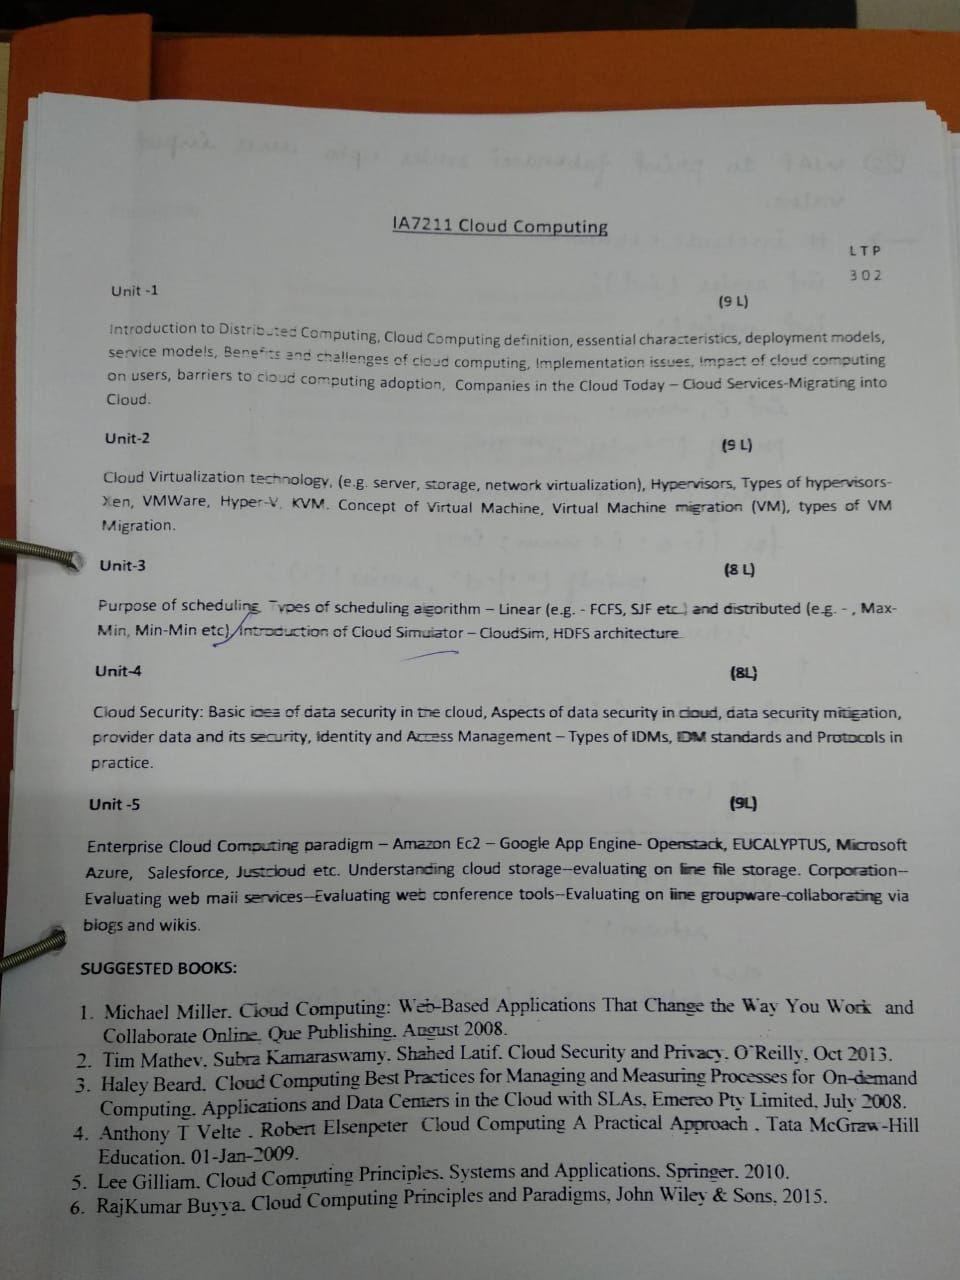 IA7211 Cloud Computing
L T P
3 0 2
Unit -1
(9 L)
Introduction to Distributed Computing, Cloud Computing definition, essential characteristics, deployment models,
service models, Benefits and challenges of cloud computing, Implementation issues, Impact of cloud computing
on users, barriers to cloud computing adoption, Companies in the Cloud Today – Cloud Services-Migrating into
Cloud.
Unit-2
(9 L)
Cloud Virtualization technology, (e.g. server, storage, network virtualization), Hypervisors, Types of hypervisors-
Xen, VMWare, Hyper-V, KVM. Concept of Virtual Machine, Virtual Machine migration (VM), types of VM
Migration.
Unit-3
(8 L)
Purpose of scheduling, Types of scheduling algorithm – Linear (e.g. - FCFS, SJF etc.) and distributed (e.g. - , Max-
Min, Min-Min etc) Introduction of Cloud Simulator – CloudSim, HDFS architecture
Unit-4
(8L)
Cloud Security: Basic idea of data security in the cloud, Aspects of data security in cloud, data security mitigation,
provider data and its security, Identity and Access Management – Types of IDMs, IDM standards and Protocols in
practice.
Unit -5
(9L)
Enterprise Cloud Computing paradigm – Amazon Ec2 – Google App Engine- Openstack, EUCALYPTUS, Microsoft
Azure, Salesforce, Justcloud etc. Understanding cloud storage--evaluating on line file storage. Corporation--
Evaluating web mail services--Evaluating web conference tools--Evaluating on line groupware-collaborating via
blogs and wikis.
SUGGESTED BOOKS:
1. Michael Miller. Cloud Computing: Web-Based Applications That Change the Way You Work and
Collaborate Online. Que Publishing. August 2008.
2. Tim Mathev. Subra Kamaraswamy. Shahed Latif. Cloud Security and Privacy. O'Reilly. Oct 2013.
3. Haley Beard. Cloud Computing Best Practices for Managing and Measuring Processes for On-demand
Computing. Applications and Data Centers in the Cloud with SLAs. Emereo Pty Limited. July 2008.
4. Anthony T Velte . Robert Elsenpeter Cloud Computing A Practical Approach . Tata McGraw-Hill
Education. 01-Jan-2009.
5. Lee Gilliam. Cloud Computing Principles. Systems and Applications. Springer. 2010.
6. RajKumar Buyya. Cloud Computing Principles and Paradigms, John Wiley & Sons, 2015.